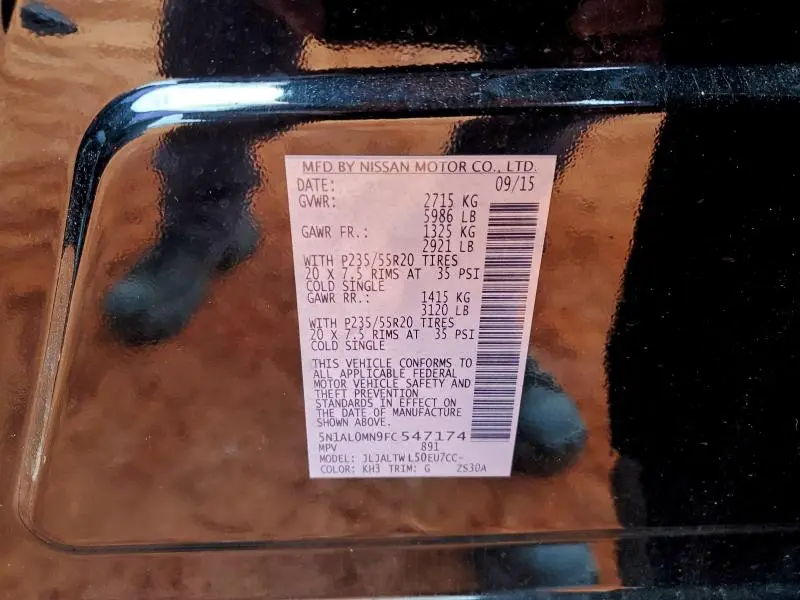 MFD BY NISSAN MOTOR CO., LTD.
DATE: 09/15
GVWR: 2715 KG
5986 LB
GAWR FR.: 1325 KG
2921 LB
WITH P235/55R20 TIRES
20 X 7.5 RIMS AT 35 PSI
COLD SINGLE
GAWR RR.: 1415 KG
3120 LB
WITH P235/55R20 TIRES
20 X 7.5 RIMS AT 35 PSI
COLD SINGLE
THIS VEHICLE CONFORMS TO
ALL APPLICABLE FEDERAL
MOTOR VEHICLE SAFETY AND
THEFT PREVENTION
STANDARDS IN EFFECT ON
THE DATE OF MANUFACTURE
SHOWN ABOVE.
5N1AL0MN9FC547174
MPV 891
MODEL: JLJALTWL50EU7CC-
COLOR: KH3 TRIM: G ZS30A